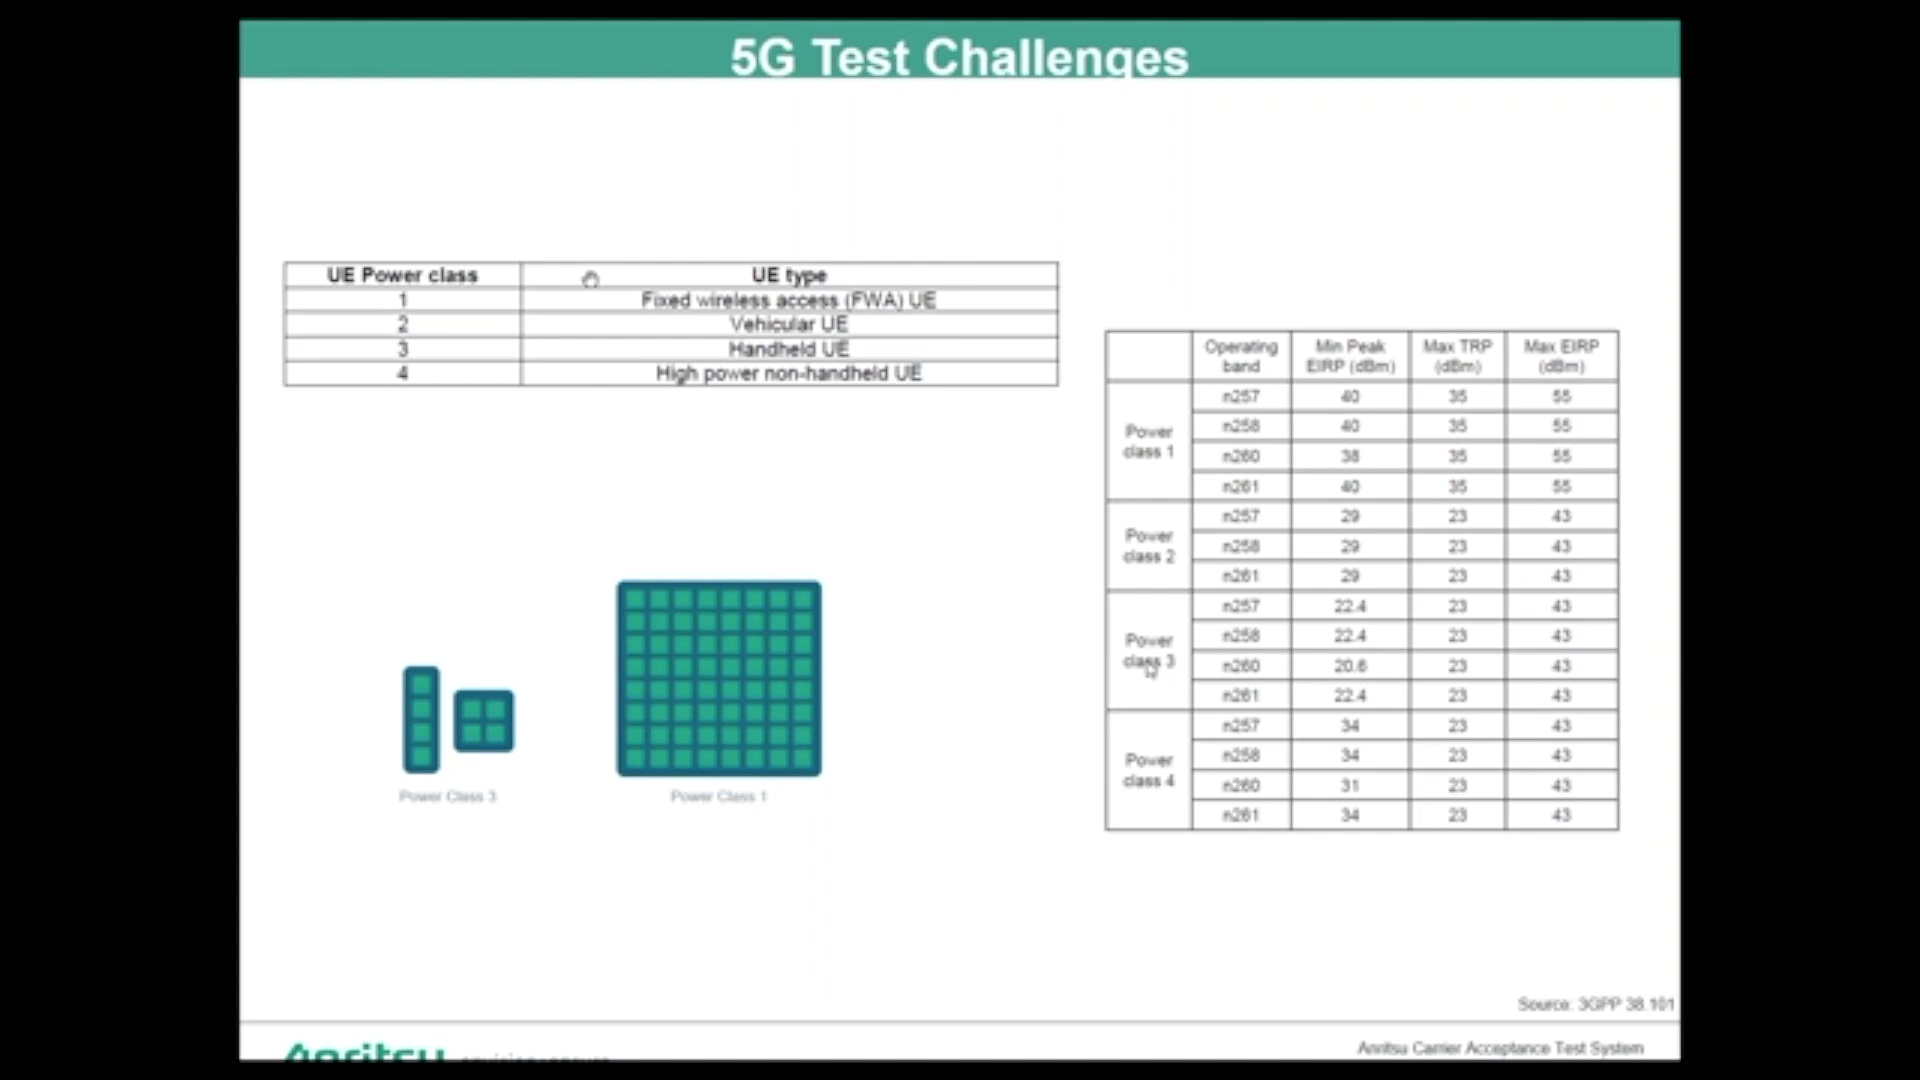 5G Test Challenges
UE Power class UE type
1 Fixed wireless access (FWA) UE
2 Vehicular UE
3 Handheld UE
4 High power non-handheld UE
Operating band Min Peak EIRP (dBm) Max TRP (dBm) Max EIRP (dBm)
Power class 1
n257 40 35 55
n258 40 35 55
n260 38 35 55
n261 40 35 55
Power class 2
n257 29 23 43
n258 29 23 43
n261 29 23 43
Power class 3
n257 22.4 23 43
n258 22.4 23 43
n260 20.6 23 43
n261 22.4 23 43
Power class 4
n257 34 23 43
n258 34 23 43
n260 31 23 43
n261 34 23 43
Power Class 3
Power Class 1
Source: 3GPP 38.101
Anritsu
Anritsu Carrier Acceptance Test System